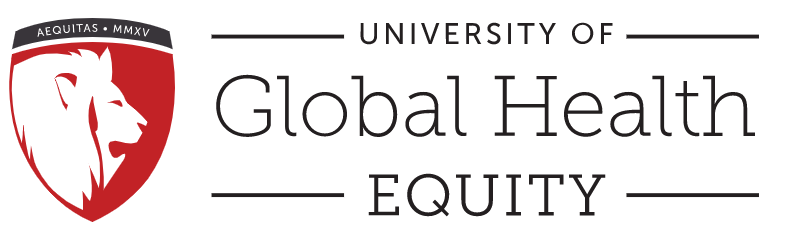 AEQUITAS • MMXV
UNIVERSITY OF
Global Health
EQUITY